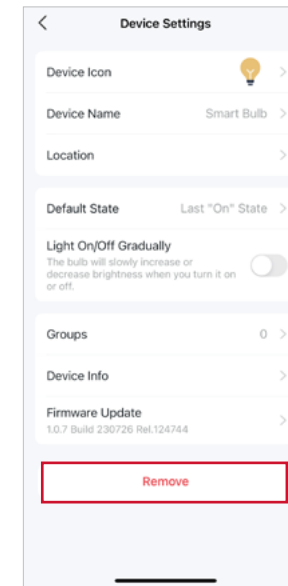 Device Settings
Device Icon
Device Name Smart Bulb
Location
Default State Last "On" State
Light On/Off Gradually
The bulb will slowly increase or
decrease brightness when you turn it on
or off.
Groups 0
Device Info
Firmware Update
1.0.7 Build 230726 Rel.124744
Remove